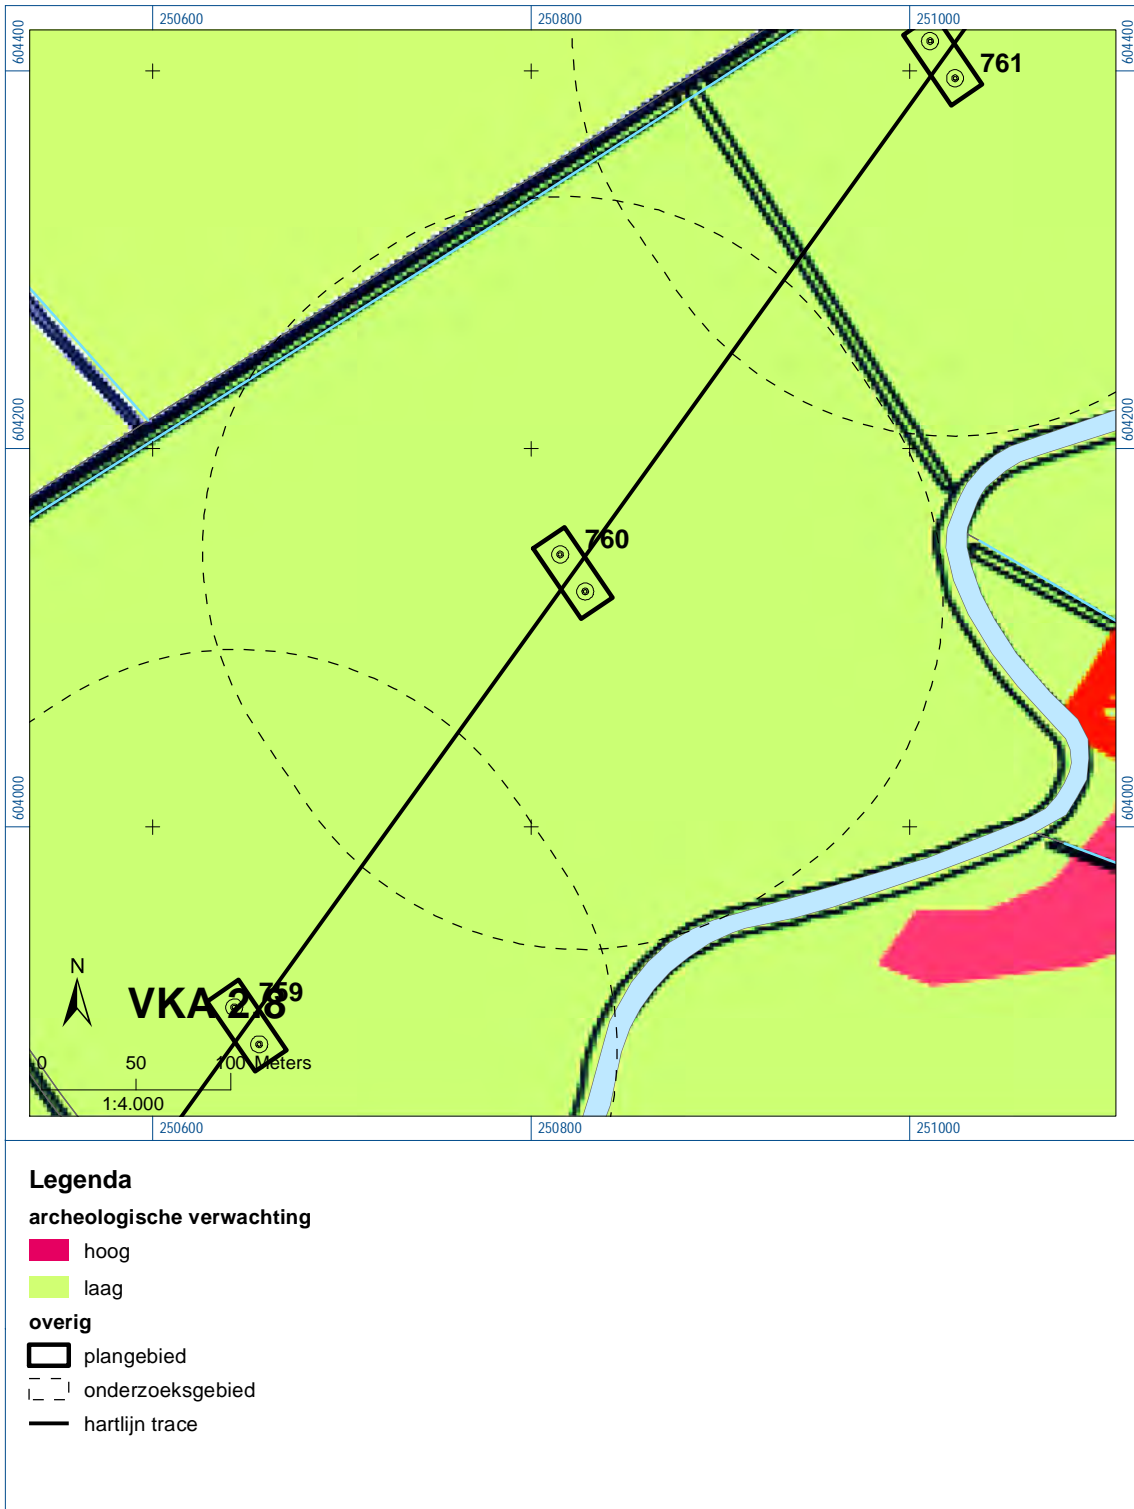 250600
250800
251000
604400
604400
761
604200
604200
760
604000
604000
N
VKA 2.8
759
0
50
100 Meters
1:4.000
250600
250800
251000
Legenda
archeologische verwachting
hoog
laag
overig
plangebied
onderzoeksgebied
hartlijn trace